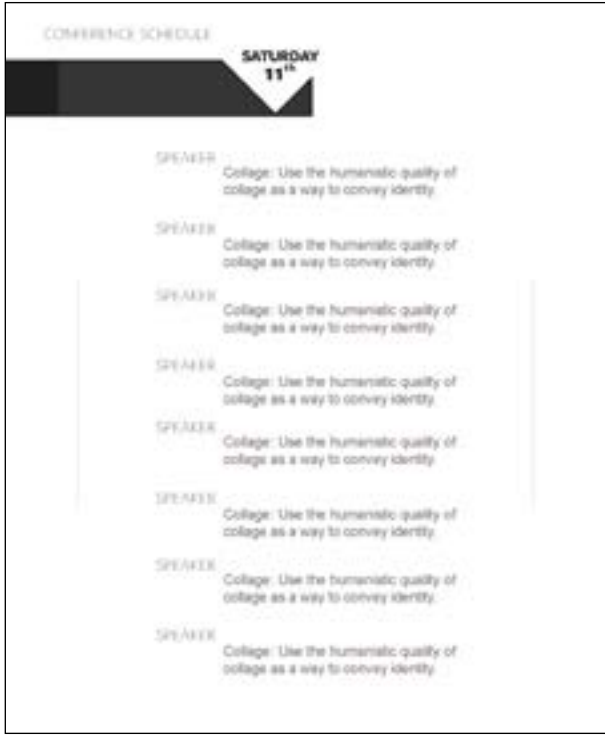 CONFERENCE SCHEDULE
SATURDAY
11th
SPEAKER
Collage: Use the humanistic quality of
collage as a way to convey identity.
SPEAKER
Collage: Use the humanistic quality of
collage as a way to convey identity.
SPEAKER
Collage: Use the humanistic quality of
collage as a way to convey identity.
SPEAKER
Collage: Use the humanistic quality of
collage as a way to convey identity.
SPEAKER
Collage: Use the humanistic quality of
collage as a way to convey identity.
SPEAKER
Collage: Use the humanistic quality of
collage as a way to convey identity.
SPEAKER
Collage: Use the humanistic quality of
collage as a way to convey identity.
SPEAKER
Collage: Use the humanistic quality of
collage as a way to convey identity.